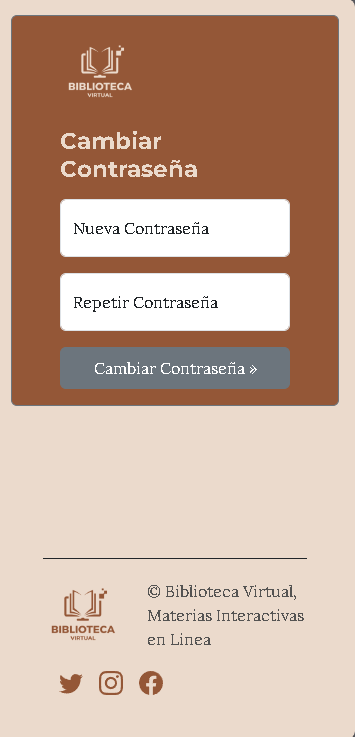 BIBLIOTECA
VIRTUAL
Cambiar
Contraseña
Nueva Contraseña
Repetir Contraseña
Cambiar Contraseña »
BIBLIOTECA
VIRTUAL
© Biblioteca Virtual,
Materias Interactivas
en Linea